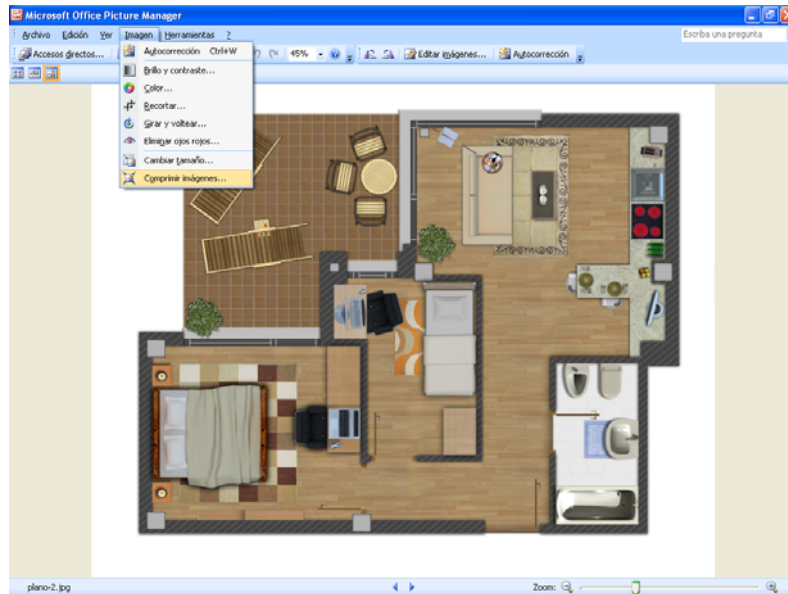 Microsoft Office Picture Manager
Archivo Edición Ver Imagen Herramientas ?
Escriba una pregunta
Accesos directos...
45%
Editar imágenes...
Autocorrección
Autocorrección Ctrl+W
Brillo y contraste...
Color...
Recortar...
Girar y voltear...
Eliminar ojos rojos...
Cambiar tamaño...
Comprimir imágenes...
plano-2.jpg
Zoom: